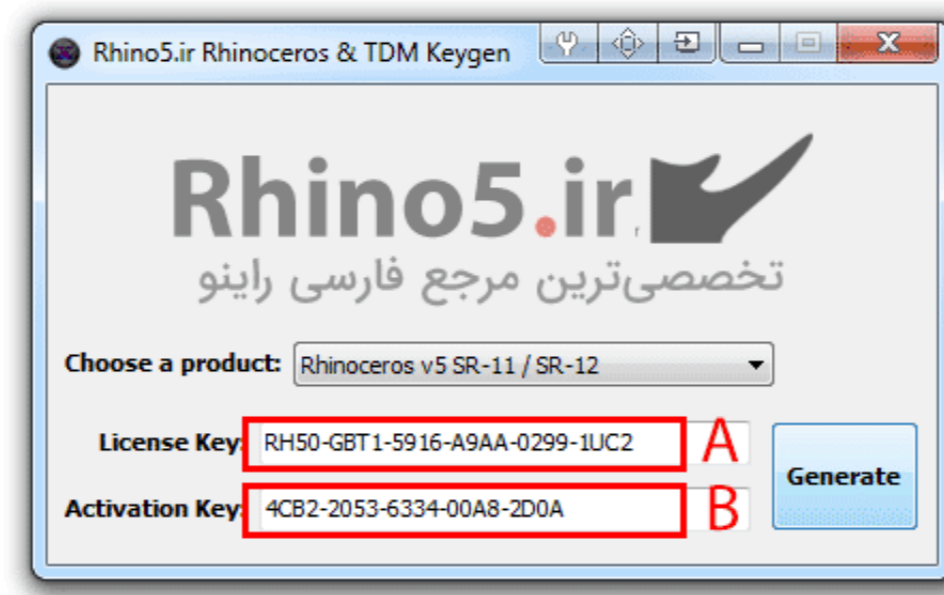 Rhino5.ir Rhinoceros & TDM Keygen
Rhino5.ir
تخصصی‌ترین مرجع فارسی راینو
Choose a product: Rhinoceros v5 SR-11 / SR-12
License Key: RH50-GBT1-5916-A9AA-0299-1UC2 A
Activation Key: 4CB2-2053-6334-00A8-2D0A B
Generate